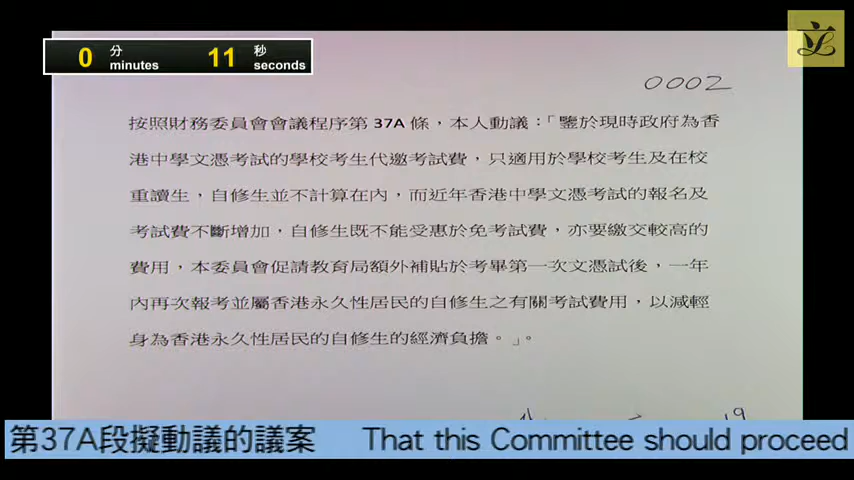 0 分 minutes 11 秒 seconds
立
0002
按照財務委員會會議程序第 37A 條，本人動議：「鑒於現時政府為香
港中學文憑考試的學校考生代邀考試費，只適用於學校考生及在校
重讀生，自修生並不計算在內，而近年香港中學文憑考試的報名及
考試費不斷增加，自修生既不能受惠於免考試費，亦要繳交較高的
費用，本委員會促請教育局額外補貼於考畢第一次文憑試後，一年
內再次報考並屬香港永久性居民的自修生之有關考試費用，以減輕
身為香港永久性居民的自修生的經濟負擔。」。
19
第37A段擬動議的議案 That this Committee should proceed